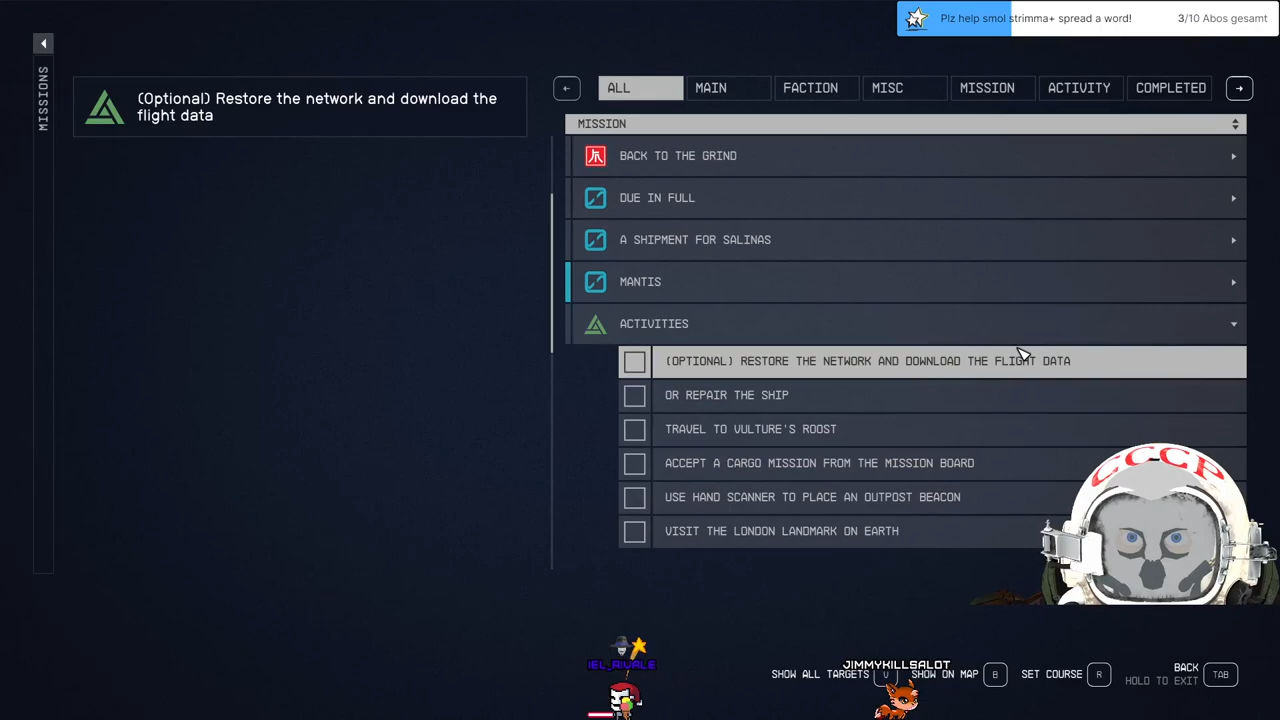 Plz help smol strimma+ spread a word!
3/10 Abos gesamt
MISSIONS
(Optional) Restore the network and download the
flight data
ALL
MAIN
FACTION
MISC
MISSION
ACTIVITY
COMPLETED
MISSION
BACK TO THE GRIND
DUE IN FULL
A SHIPMENT FOR SALINAS
MANTIS
ACTIVITIES
(OPTIONAL) RESTORE THE NETWORK AND DOWNLOAD THE FLIGHT DATA
OR REPAIR THE SHIP
TRAVEL TO VULTURE'S ROOST
ACCEPT A CARGO MISSION FROM THE MISSION BOARD
USE HAND SCANNER TO PLACE AN OUTPOST BEACON
VISIT THE LONDON LANDMARK ON EARTH
CCCP
IEL_RIVALE
JIMMYKILLSALOT
SHOW ALL TARGETS
SHOW ON MAP B
SET COURSE R
BACK
HOLD TO EXIT
TAB